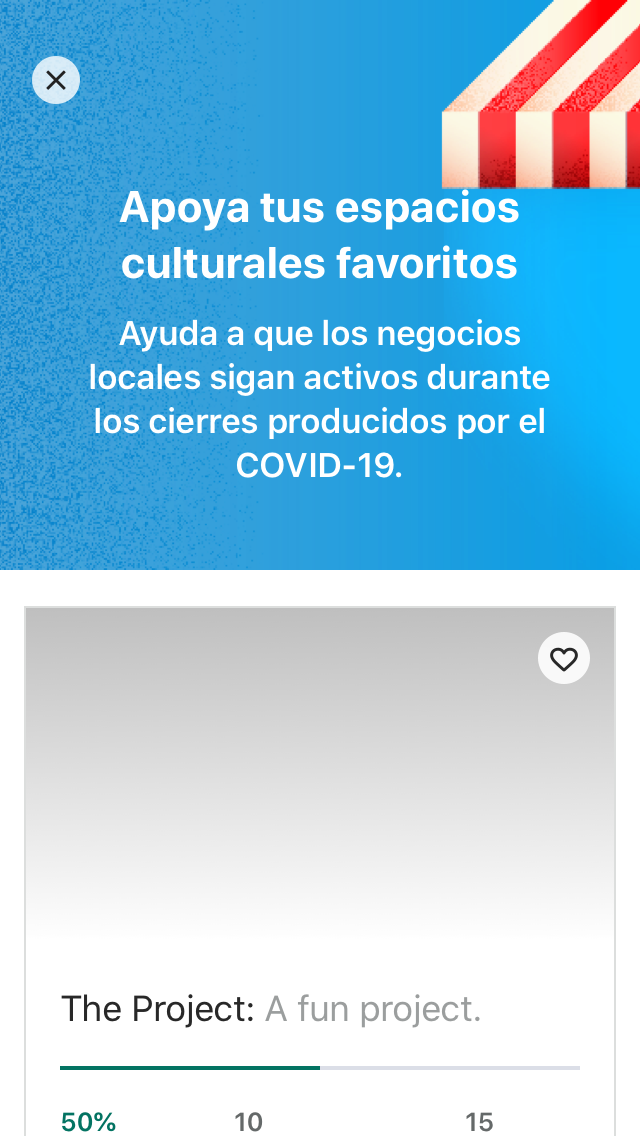 Apoya tus espacios
culturales favoritos
Ayuda a que los negocios
locales sigan activos durante
los cierres producidos por el
COVID-19.
The Project: A fun project.
50% 10 15